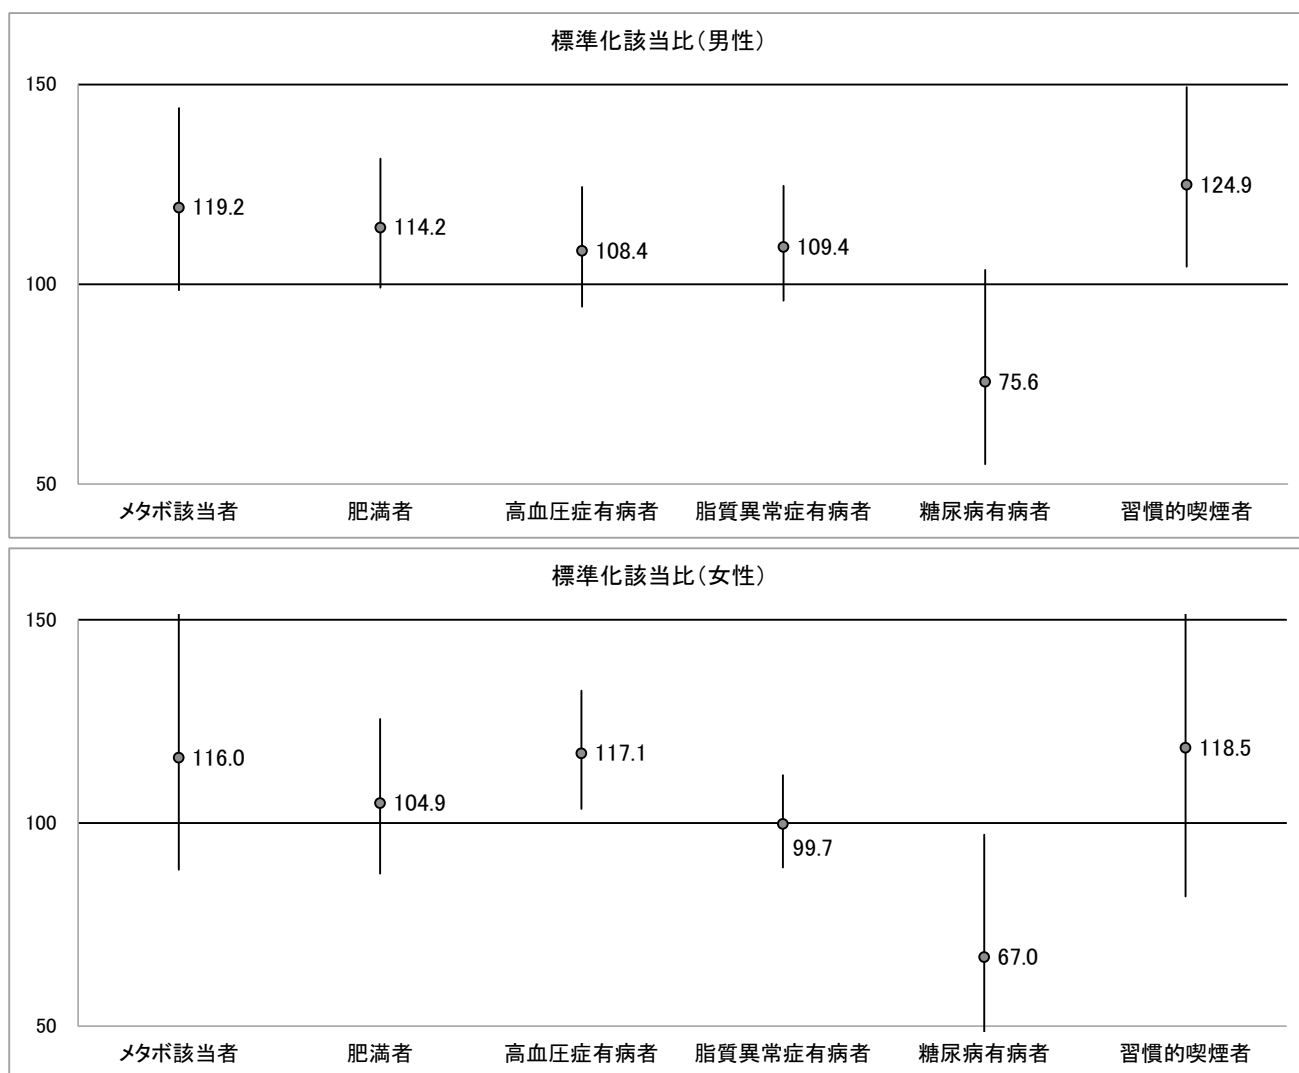 標準化該当比（男性）
150
119.2
114.2
108.4
109.4
75.6
124.9
100
50
メタボ該当者
肥満者
高血圧症有病者
脂質異常症有病者
糖尿病有病者
習慣的喫煙者
標準化該当比（女性）
150
116.0
104.9
117.1
99.7
67.0
118.5
100
50
メタボ該当者
肥満者
高血圧症有病者
脂質異常症有病者
糖尿病有病者
習慣的喫煙者